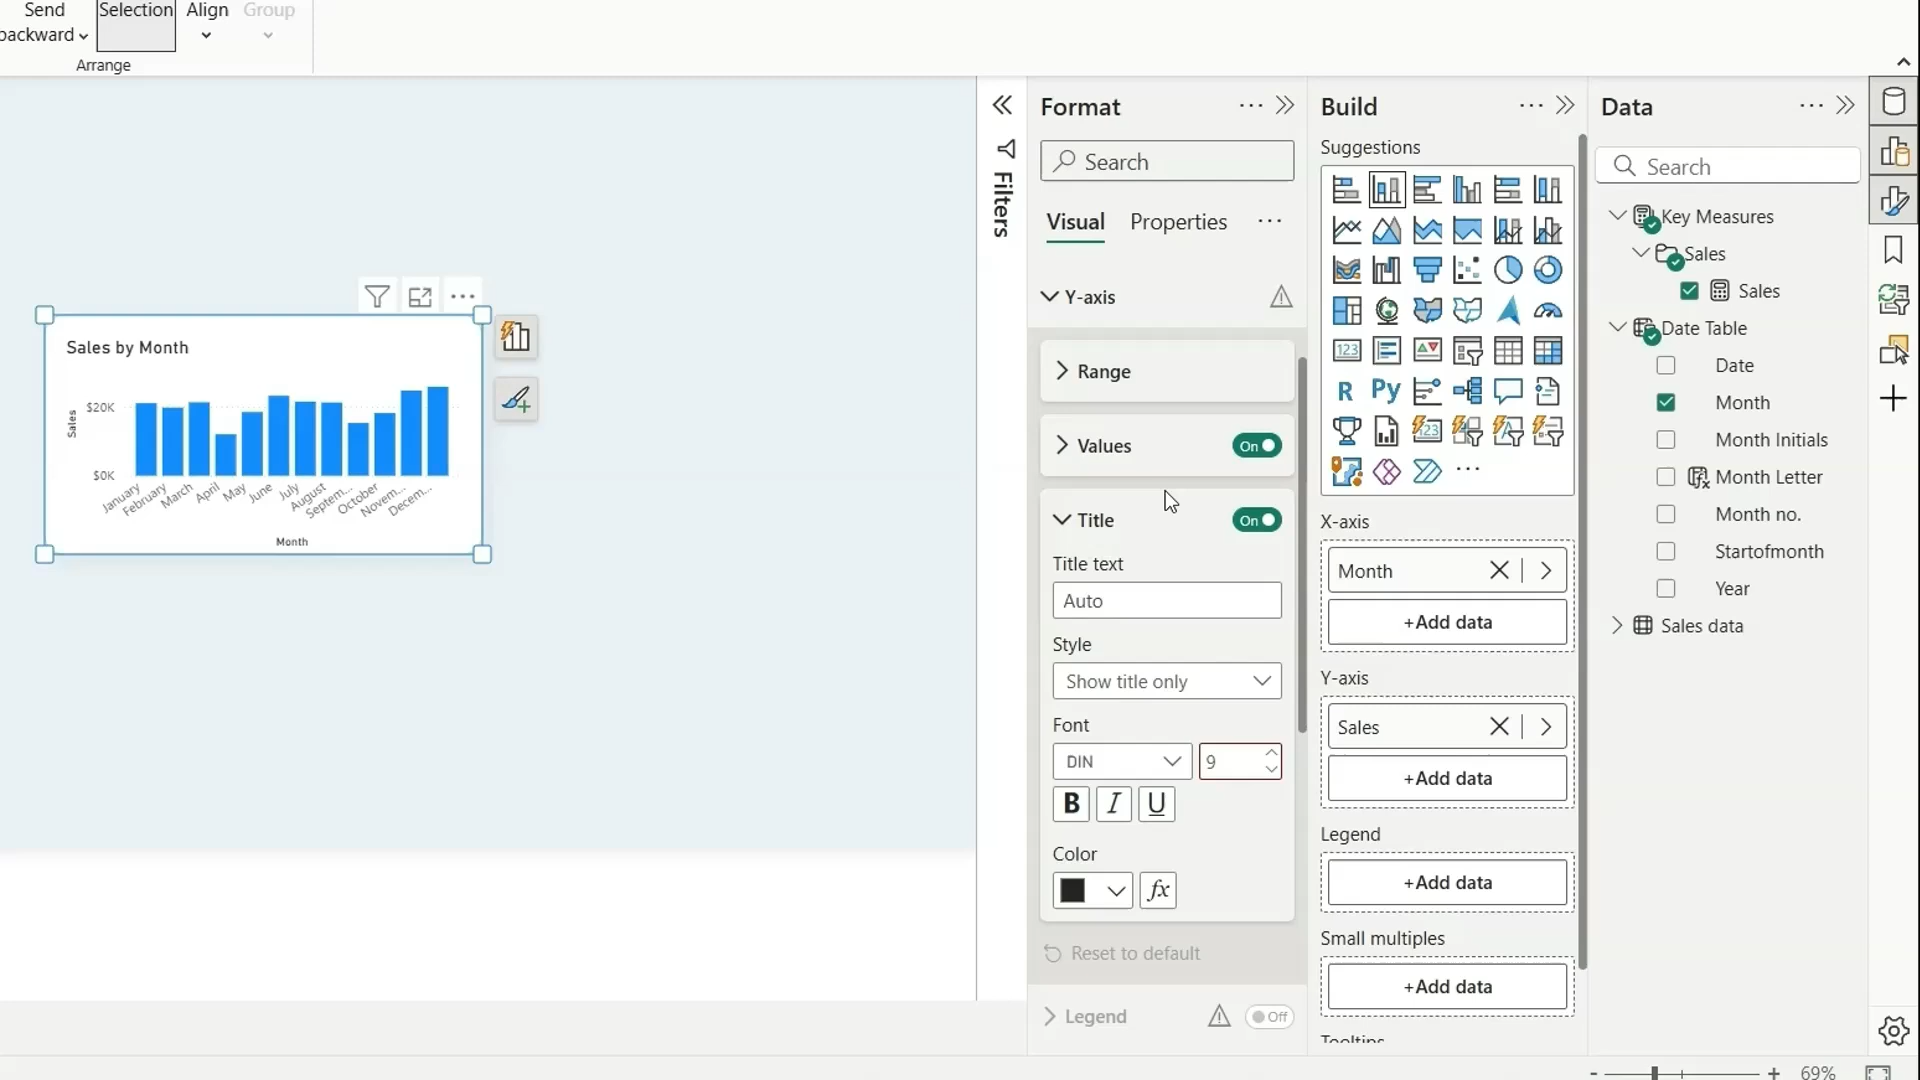 Send
backward
Selection
Align
Group
Arrange
Sales by Month
Sales
$20K
$0K
January
February
March
April
May
June
July
August
Septem...
October
Novem...
Decem...
Month
Filters
Format
Search
Visual
Properties
Y-axis
Range
Values
On
Title
On
Title text
Auto
Style
Show title only
Font
DIN
9
B
I
U
Color
fx
Reset to default
Legend
Off
Build
Suggestions
123
R
Py
123
X-axis
Month
+Add data
Y-axis
Sales
+Add data
Legend
+Add data
Small multiples
+Add data
Tooltips
Data
Search
Key Measures
Sales
Sales
Date Table
Date
Month
Month Initials
Month Letter
Month no.
Startofmonth
Year
Sales data
- + 69%